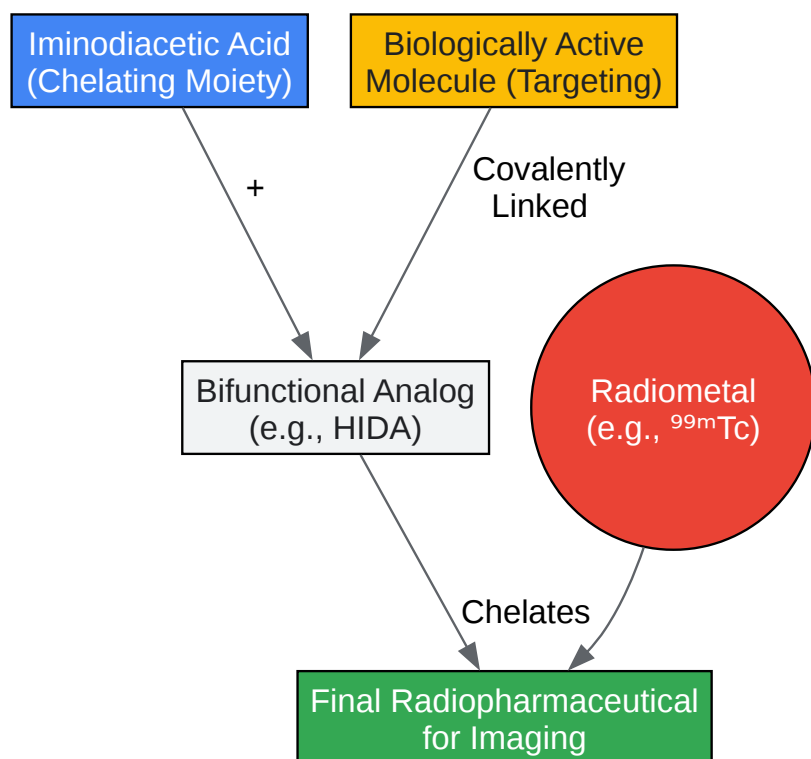 Iminodiacetic Acid
(Chelating Moiety)
Biologically Active
Molecule (Targeting)
+
Covalently
Linked
Bifunctional Analog
(e.g., HIDA)
Radiometal
(e.g., ⁹⁹ᵐTc)
Chelates
Final Radiopharmaceutical
for Imaging